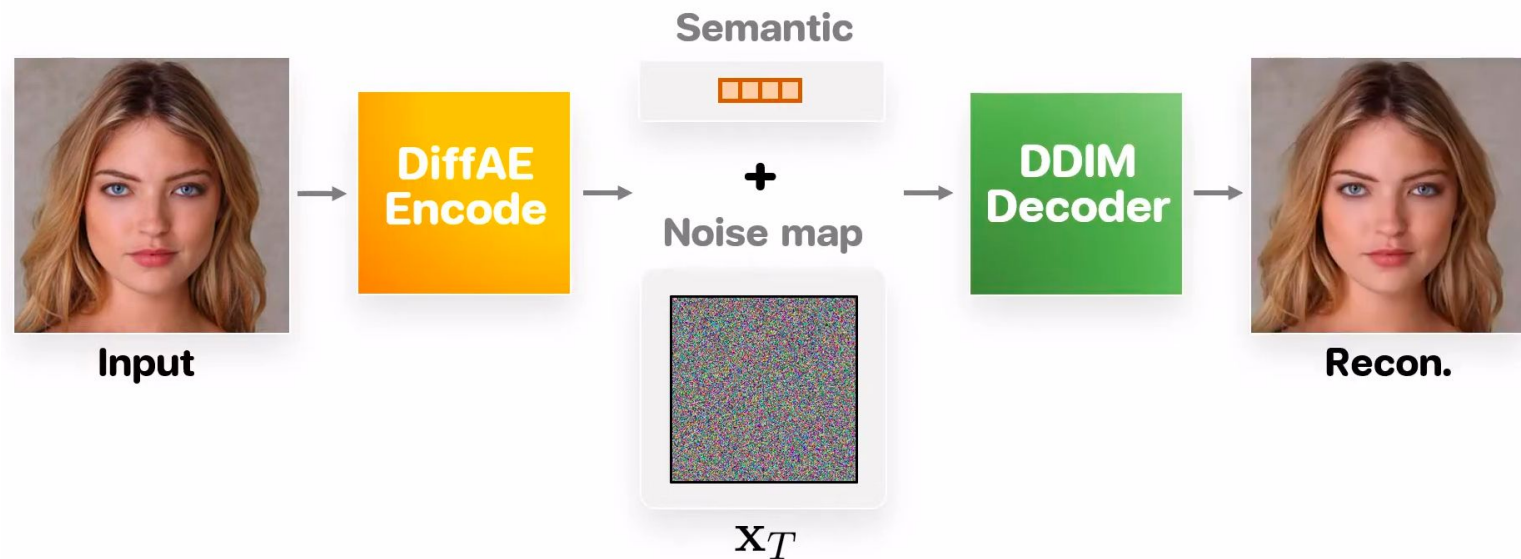 Semantic
DiffAE
Encode
+
DDIM
Decoder
Noise map
Input
Recon.
x_T